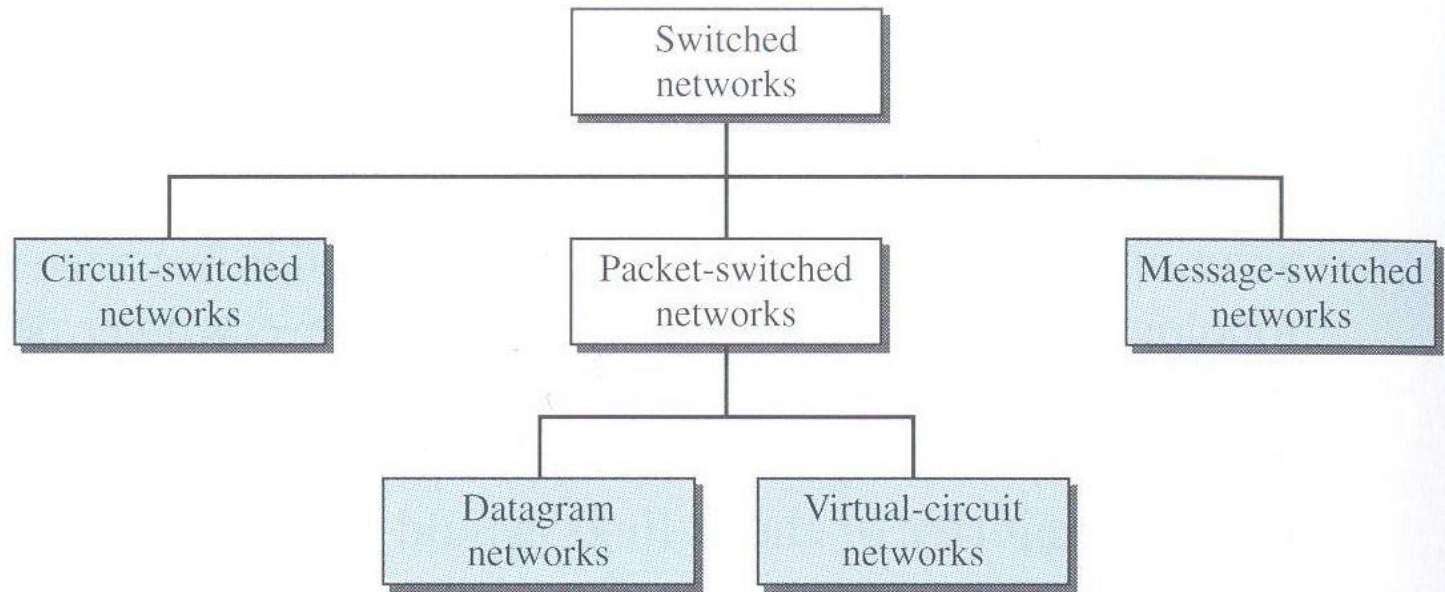 Switched
networks
Circuit-switched
networks
Packet-switched
networks
Message-switched
networks
Datagram
networks
Virtual-circuit
networks